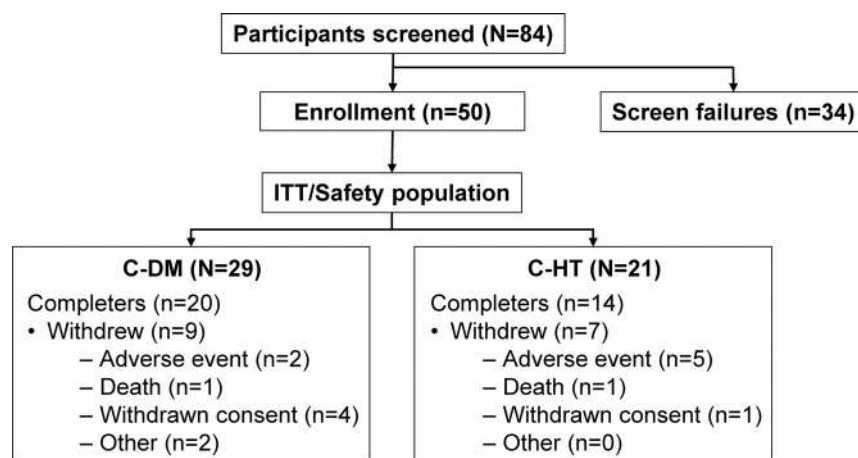 Participants screened (N=84)
Enrollment (n=50)
Screen failures (n=34)
ITT/Safety population
C-DM (N=29)
Completers (n=20)
• Withdrew (n=9)
– Adverse event (n=2)
– Death (n=1)
– Withdrawn consent (n=4)
– Other (n=2)
C-HT (N=21)
Completers (n=14)
• Withdrew (n=7)
– Adverse event (n=5)
– Death (n=1)
– Withdrawn consent (n=1)
– Other (n=0)